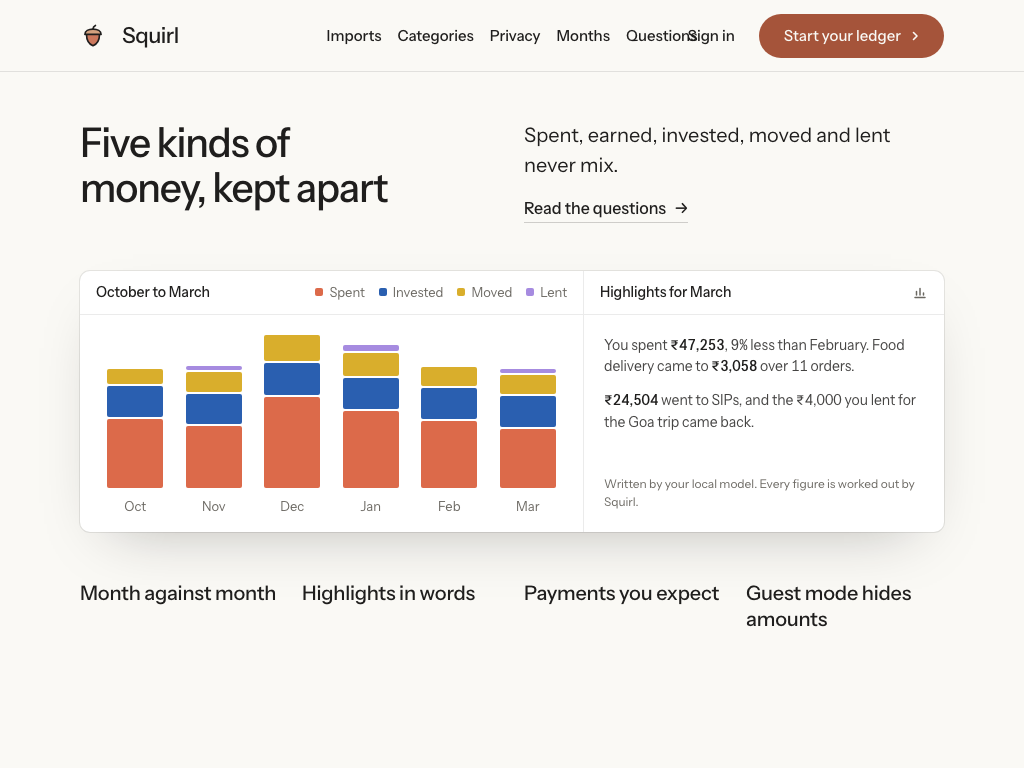 Squirl
Imports Categories Privacy Months Questions Sign in Start your ledger
Five kinds of
money, kept apart
Spent, earned, invested, moved and lent
never mix.
Read the questions
October to March
Spent Invested Moved Lent
Oct Nov Dec Jan Feb Mar
Highlights for March
You spent ₹47,253, 9% less than February. Food
delivery came to ₹3,058 over 11 orders.
₹24,504 went to SIPs, and the ₹4,000 you lent for
the Goa trip came back.
Written by your local model. Every figure is worked out by
Squirl.
Month against month
Highlights in words
Payments you expect
Guest mode hides
amounts